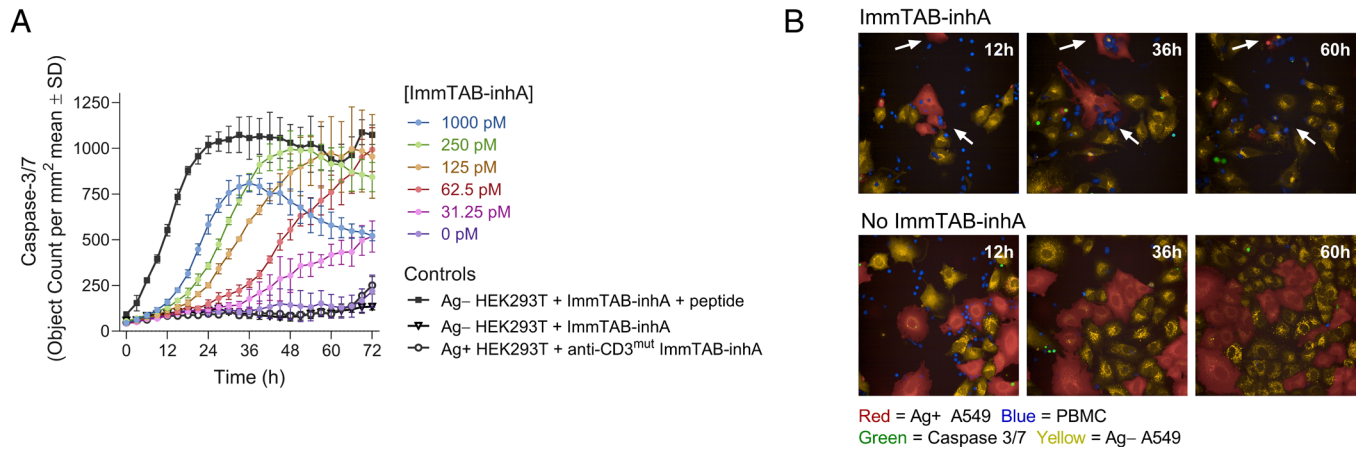 A
Caspase-3/7
(Object Count per mm² mean ± SD)
1250
1000
750
500
250
0
0 12 24 36 48 60 72
Time (h)
[ImmTAB-inhA]
1000 pM
250 pM
125 pM
62.5 pM
31.25 pM
0 pM
Controls
Ag– HEK293T + ImmTAB-inhA + peptide
Ag– HEK293T + ImmTAB-inhA
Ag+ HEK293T + anti-CD3ᵐᵘᵗ ImmTAB-inhA
B
ImmTAB-inhA
12h 36h 60h
No ImmTAB-inhA
12h 36h 60h
Red = Ag+ A549 Blue = PBMC
Green = Caspase 3/7 Yellow = Ag– A549